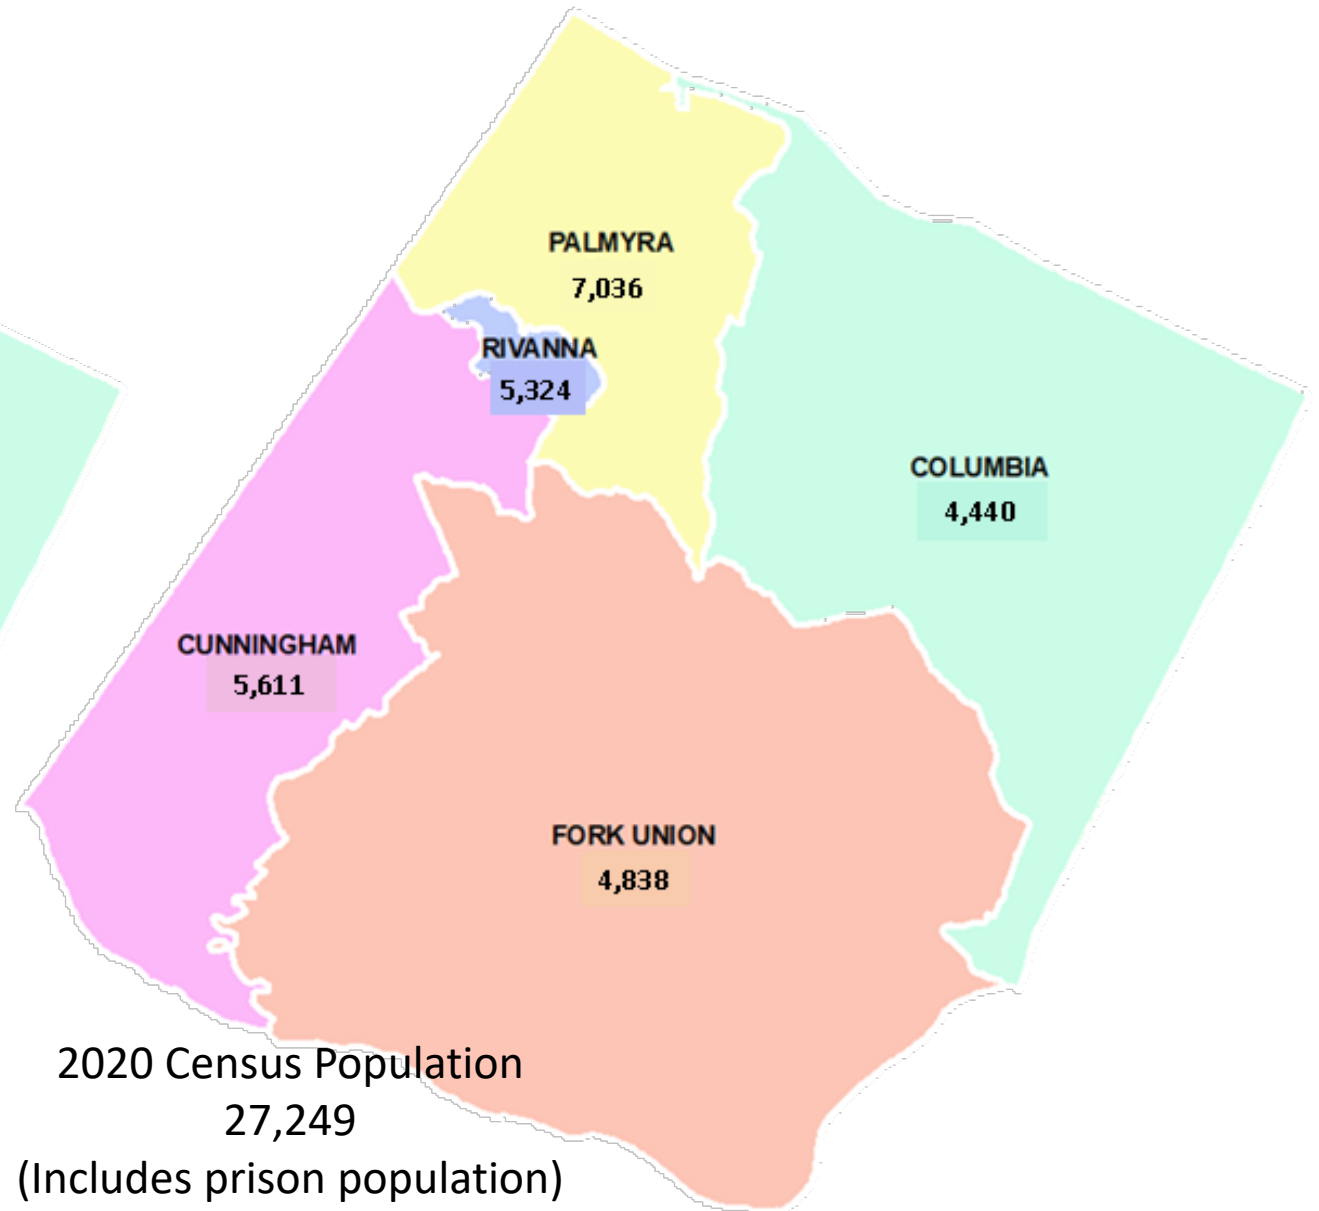 PALMYRA
7,036
RIVANNA
5,324
COLUMBIA
4,440
CUNNINGHAM
5,611
FORK UNION
4,838
2020 Census Population
27,249
(Includes prison population)